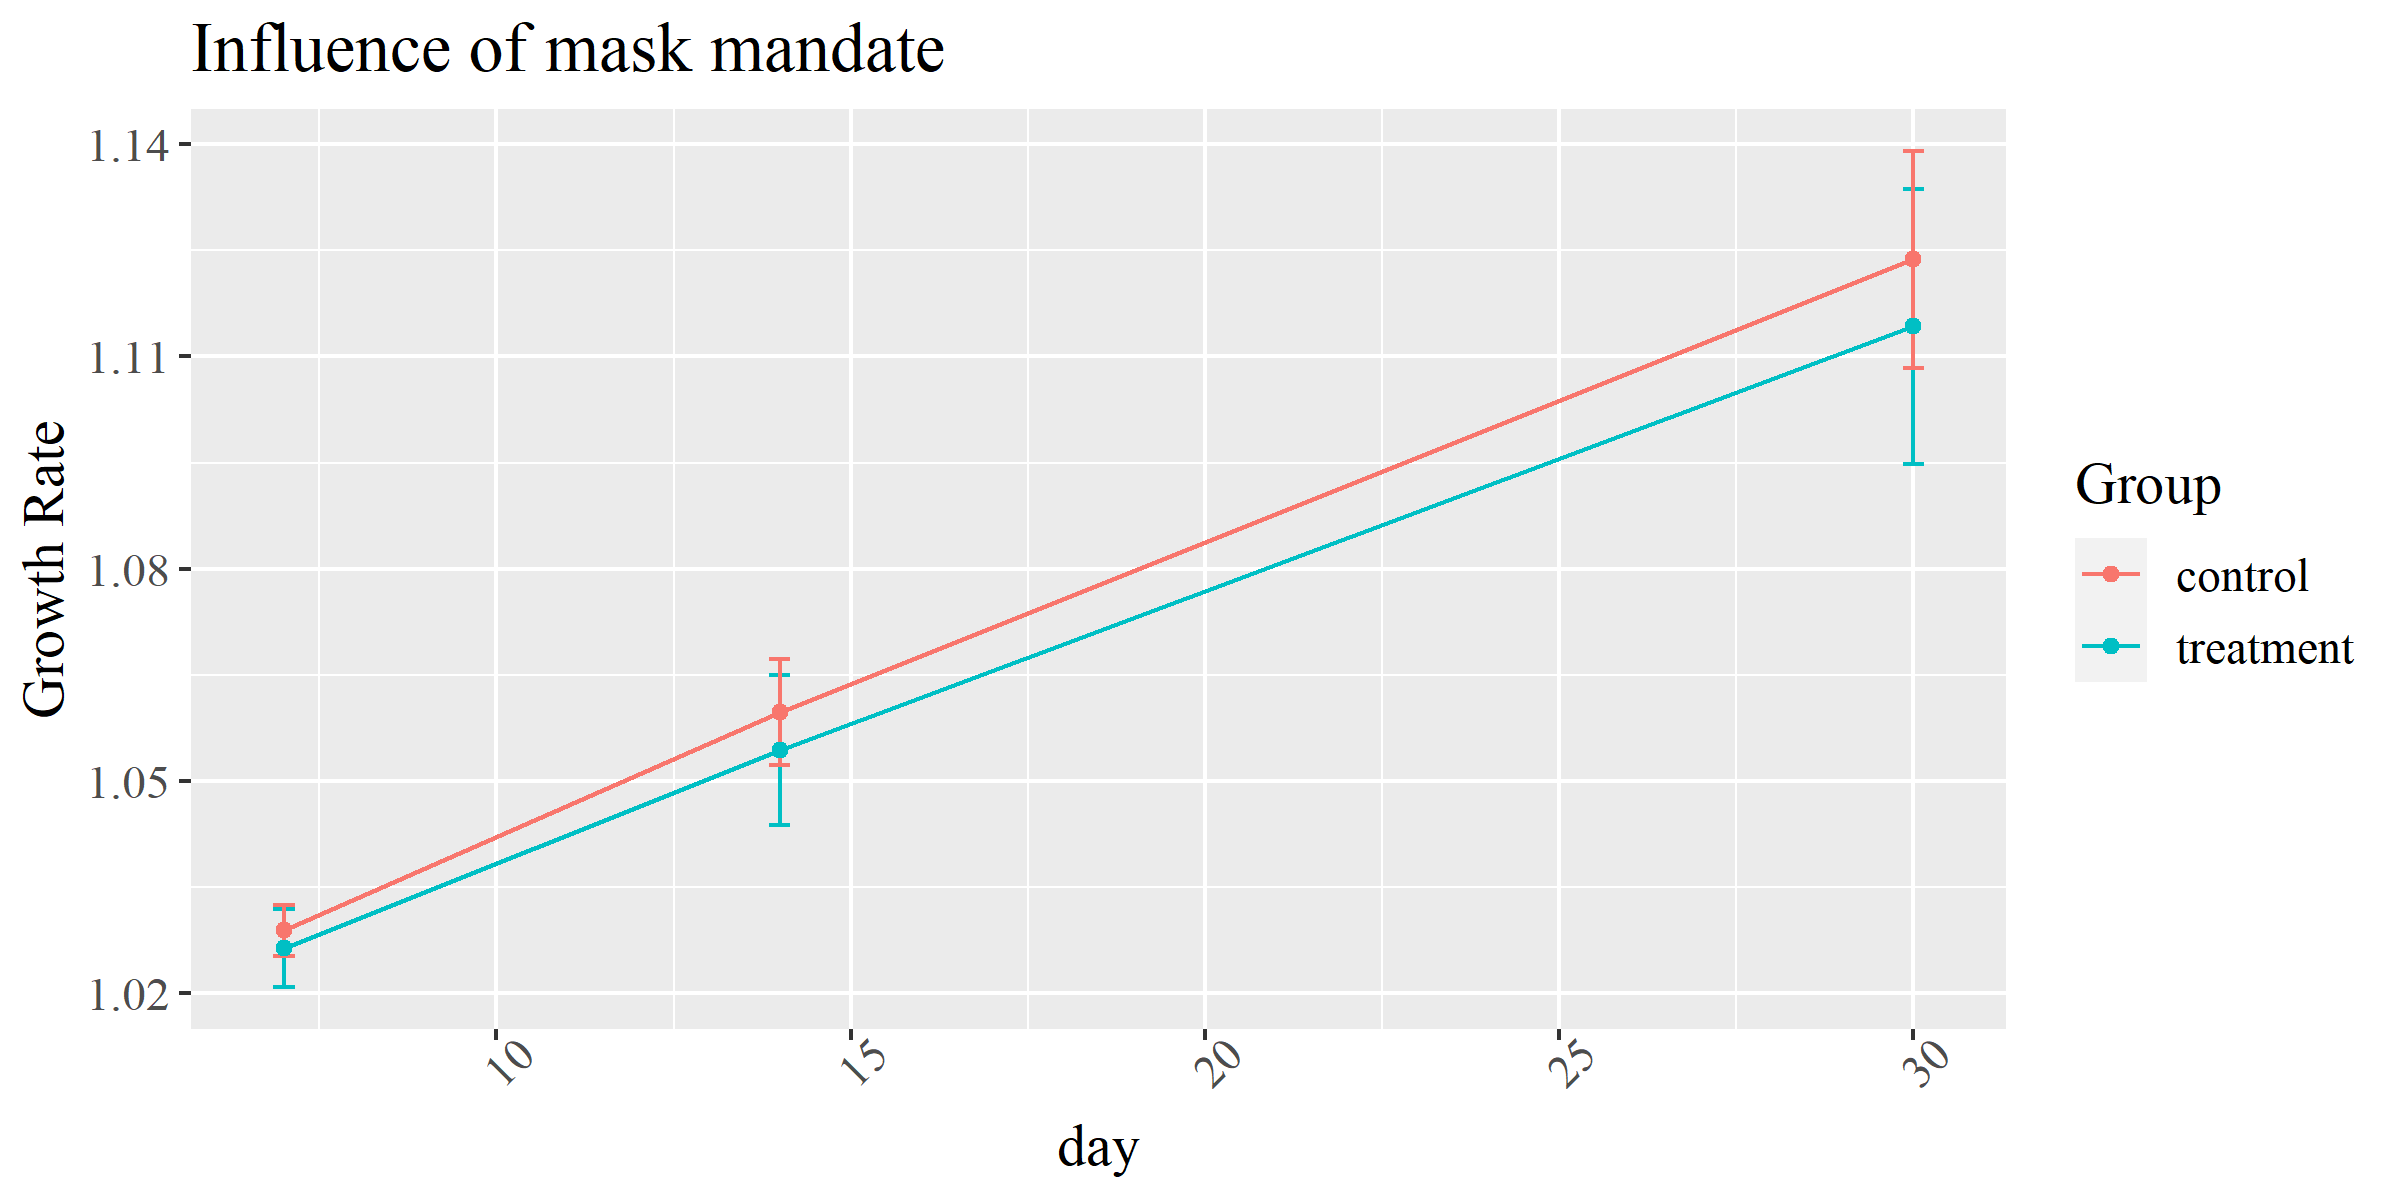 Influence of mask mandate
1.14
1.11
1.08
1.05
1.02
Growth Rate
10
15
20
25
30
day
Group
control
treatment